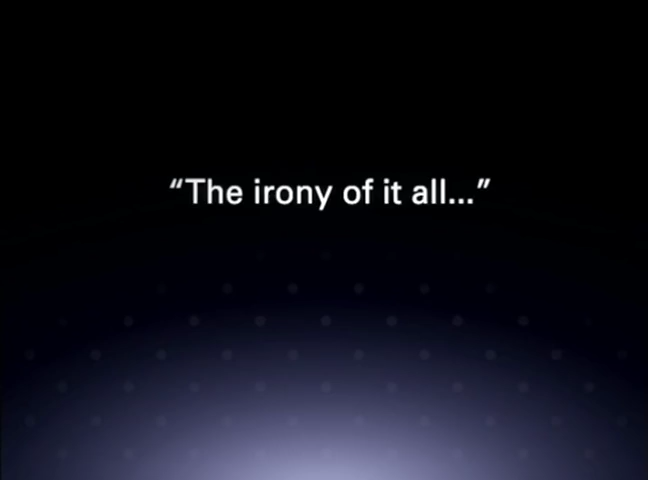 “The irony of it all...”